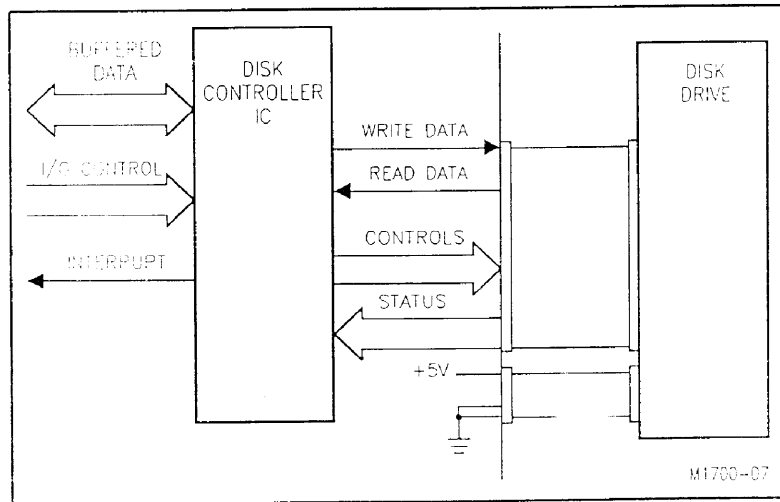 BUFFERED
DATA
DISK
CONTROLLER
IC
DISK
DRIVE
WRITE DATA
I/O CONTROL
READ DATA
CONTROLS
INTERRUPT
STATUS
+5V
M1700-07